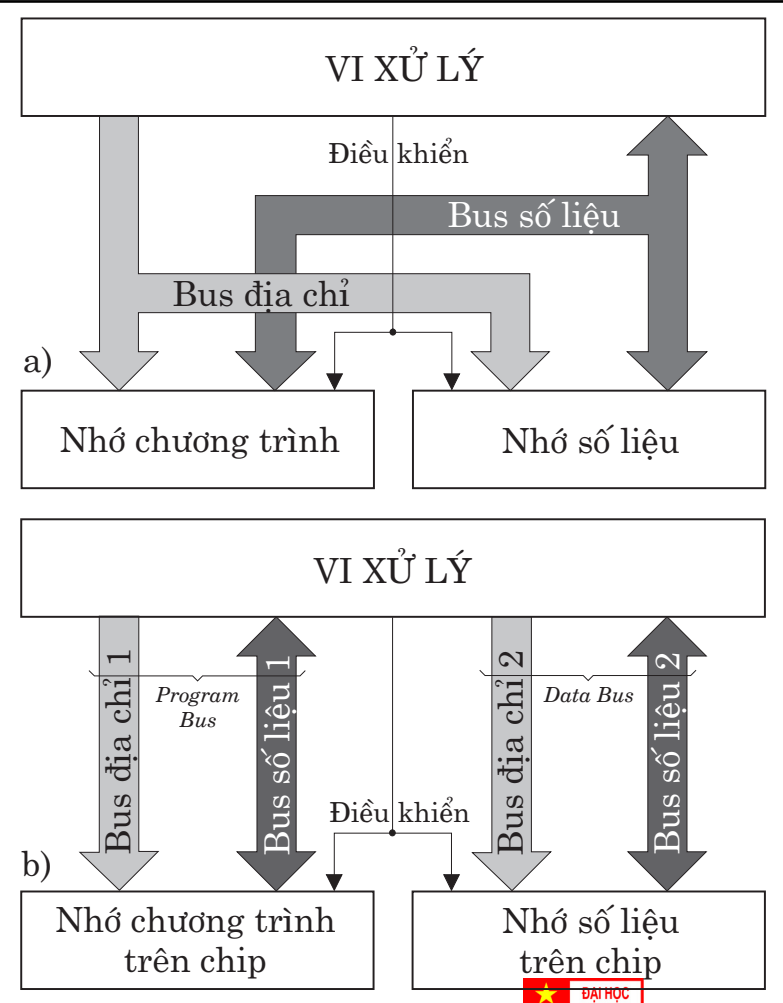 VI XỬ LÝ
Điều khiển
Bus số liệu
Bus địa chỉ
a)
Nhớ chương trình
Nhớ số liệu
VI XỬ LÝ
Bus địa chỉ 1
Program
Bus
Bus số liệu 1
Bus địa chỉ 2
Data Bus
Bus số liệu 2
Điều khiển
b)
Nhớ chương trình
trên chip
Nhớ số liệu
trên chip
ĐẠI HỌC